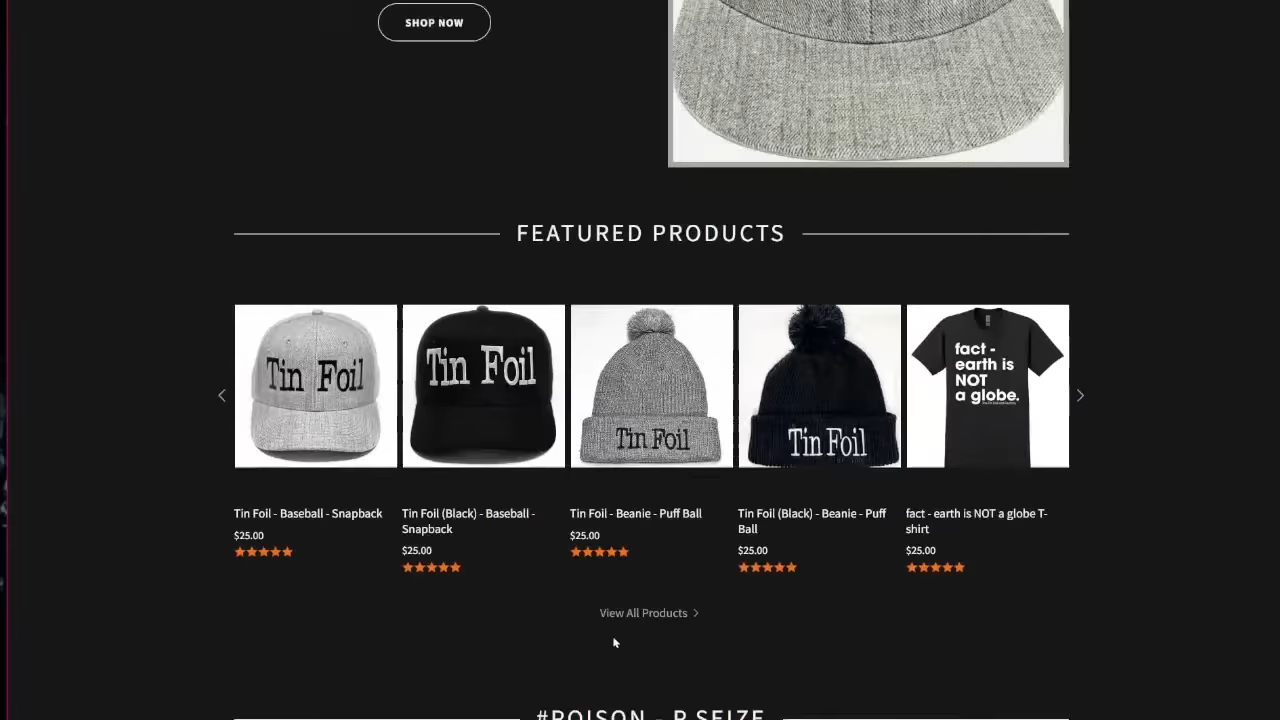 SHOP NOW
FEATURED PRODUCTS
Tin Foil
Tin Foil
Tin Foil
Tin Foil
fact -
earth is
NOT
a globe.
Tin Foil - Baseball - Snapback
$25.00
Tin Foil (Black) - Baseball -
Snapback
$25.00
Tin Foil - Beanie - Puff Ball
$25.00
Tin Foil (Black) - Beanie - Puff
Ball
$25.00
fact - earth is NOT a globe T-
shirt
$25.00
View All Products
#POISON - P SEIZE